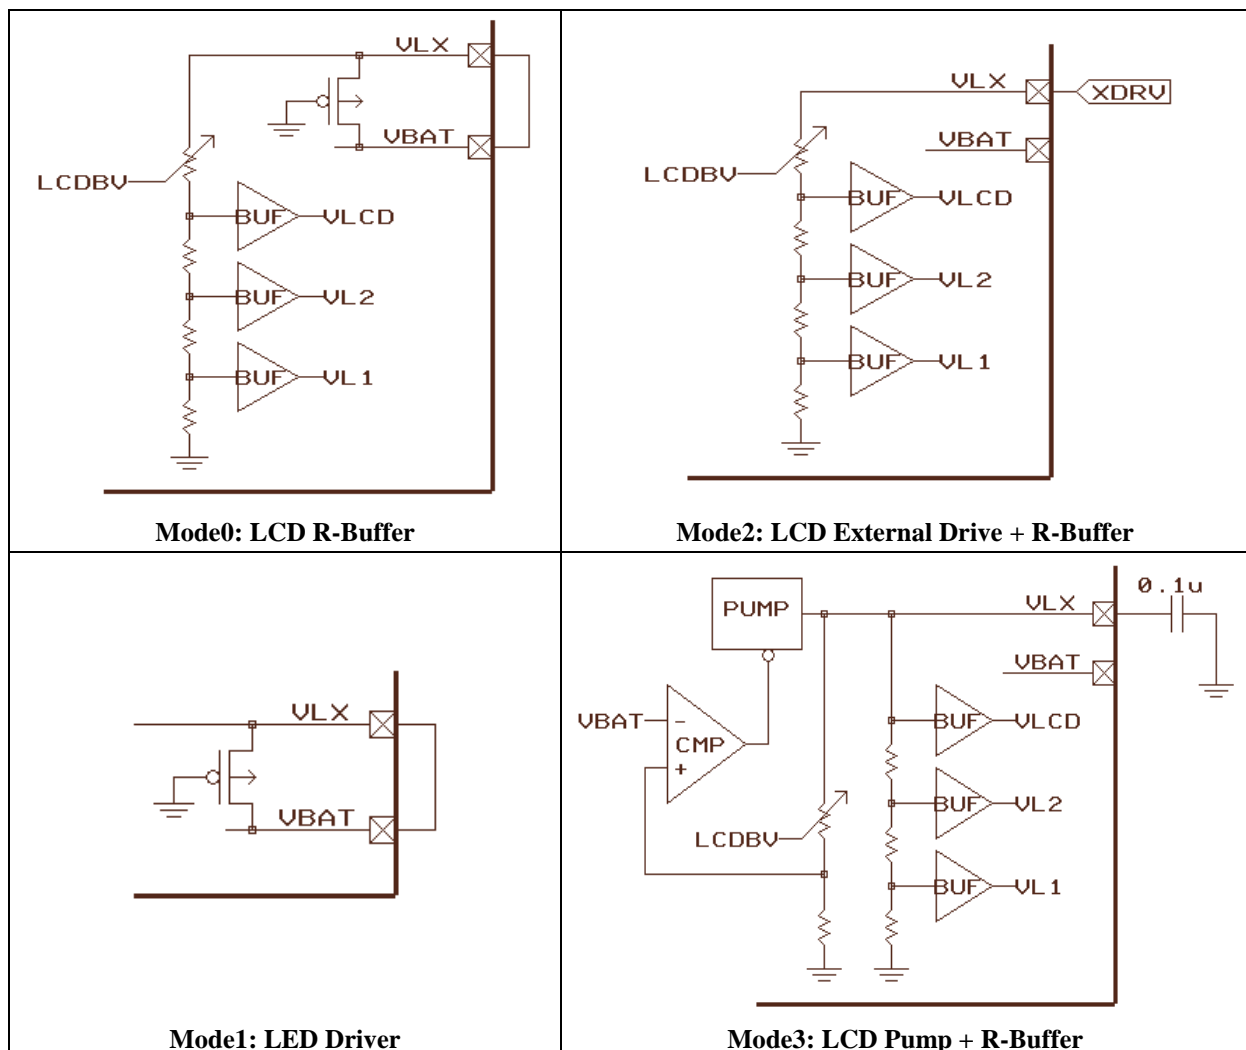 VLX
VBAT
LCDBV
BUF VLCD
BUF VL2
BUF VL1
Mode0: LCD R-Buffer
VLX
XDRV
VBAT
LCDBV
BUF VLCD
BUF VL2
BUF VL1
Mode2: LCD External Drive + R-Buffer
VLX
VBAT
Mode1: LED Driver
0.1u
PUMP
VLX
VBAT
VBAT
-
CMP
+
BUF VLCD
BUF VL2
LCDBV
BUF VL1
Mode3: LCD Pump + R-Buffer